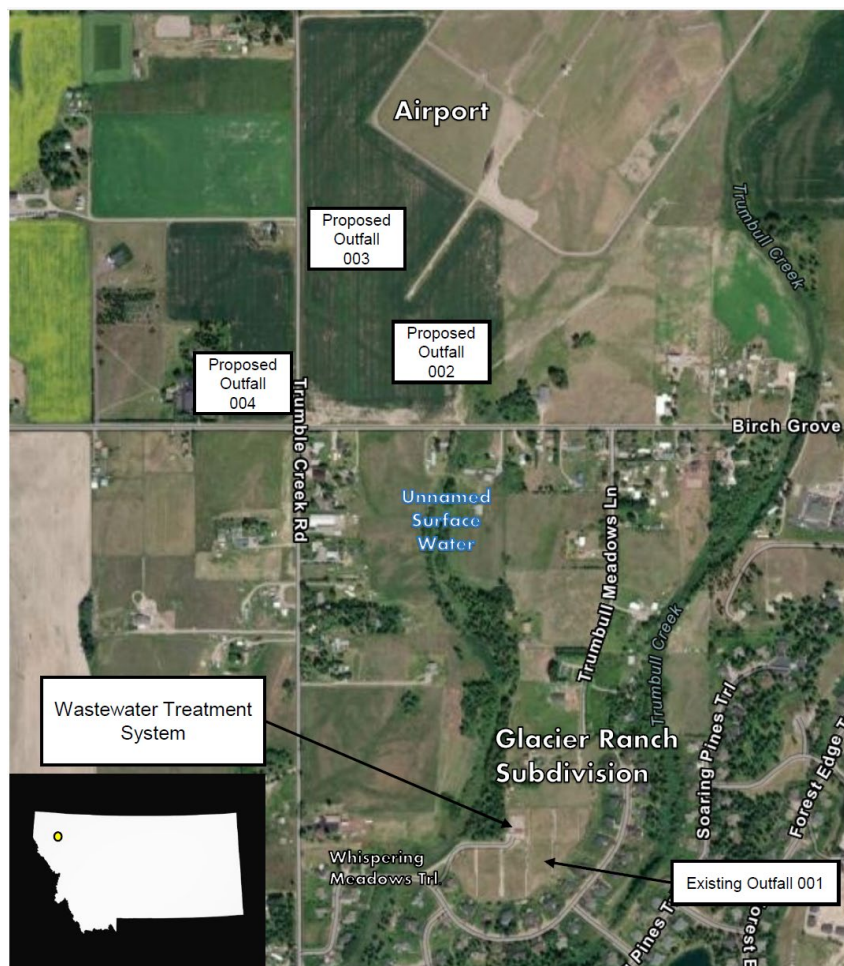 Airport
Trumbull Creek
Proposed
Outfall
003
Proposed
Outfall
002
Proposed
Outfall
004
Trumble Creek Rd
Birch Grove
Unnamed
Surface
Water
Trumbull Meadows Ln
Trumbull Creek
Wastewater Treatment
System
Glacier Ranch
Subdivision
Soaring Pines Trl
Forest Edge T
Whispering
Meadows Trl
Existing Outfall 001
Pines T
orest E